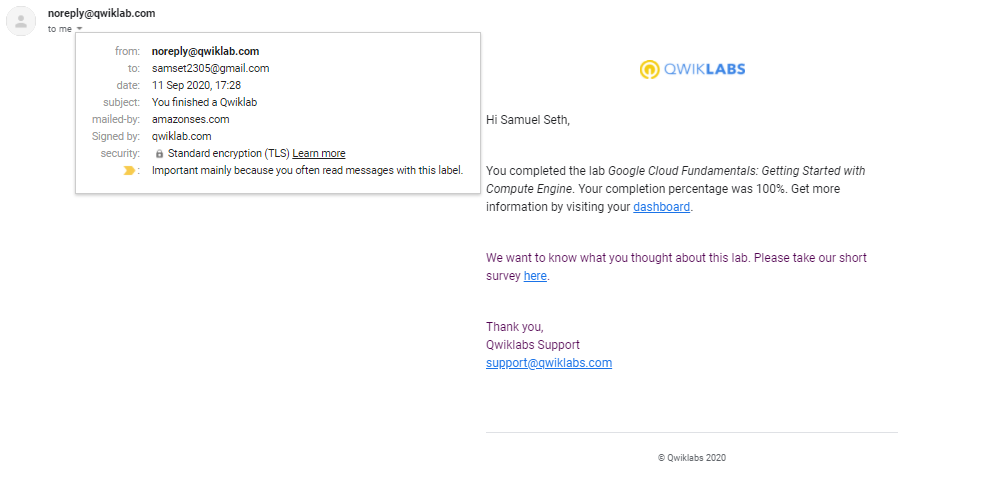 noreply@qwiklab.com
to me
from: noreply@qwiklab.com
to: samset2305@gmail.com
date: 11 Sep 2020, 17:28
subject: You finished a Qwiklab
mailed-by: amazonses.com
Signed by: qwiklab.com
security: Standard encryption (TLS) Learn more
: Important mainly because you often read messages with this label.
QWIKLABS
Hi Samuel Seth,
You completed the lab Google Cloud Fundamentals: Getting Started with
Compute Engine. Your completion percentage was 100%. Get more
information by visiting your dashboard.
We want to know what you thought about this lab. Please take our short
survey here.
Thank you,
Qwiklabs Support
support@qwiklabs.com
© Qwiklabs 2020